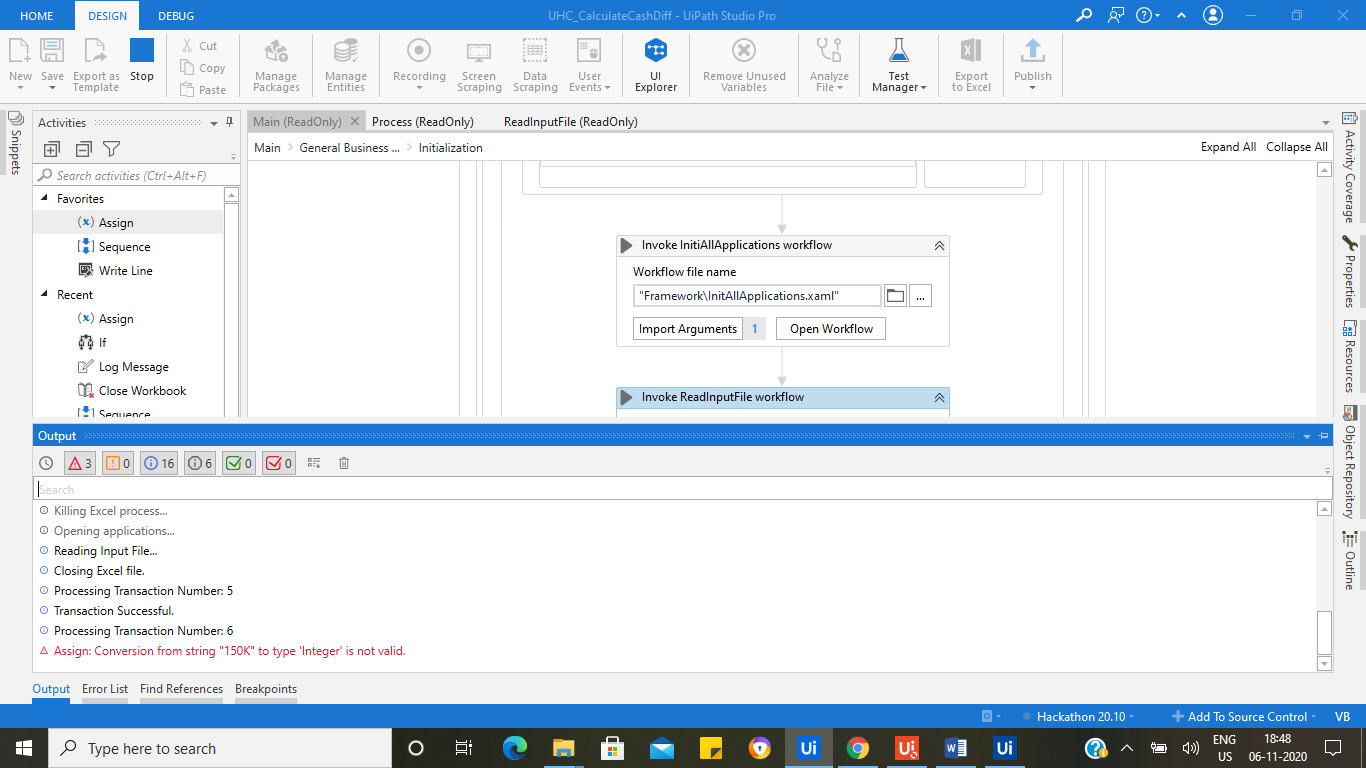 HOME DESIGN DEBUG UHC_CalculateCashDiff - UiPath Studio Pro
New Save Export as Template Stop Cut Copy Paste Manage Packages Manage Entities Recording Screen Scraping Data Scraping User Events UI Explorer Remove Unused Variables Analyze File Test Manager Export to Excel Publish
Snippets
Activities
Search activities (Ctrl+Alt+F)
Favorites
Assign
Sequence
Write Line
Recent
Assign
If
Log Message
Close Workbook
Sequence
Main (ReadOnly) Process (ReadOnly) ReadInputFile (ReadOnly)
Main > General Business ... > Initialization Expand All Collapse All
Invoke InitiAllApplications workflow
Workflow file name
"Framework\InitAllApplications.xaml" ...
Import Arguments 1 Open Workflow
Invoke ReadInputFile workflow
Activity Coverage
Properties
Resources
Object Repository
Outline
Output
3 0 16 6 0 0
Search
Killing Excel process...
Opening applications...
Reading Input File...
Closing Excel file.
Processing Transaction Number: 5
Transaction Successful.
Processing Transaction Number: 6
Assign: Conversion from string "150K" to type 'Integer' is not valid.
Output Error List Find References Breakpoints
Hackathon 20.10 Add To Source Control VB
Type here to search
Ui Ui Ui
ENG
US
18:48
06-11-2020